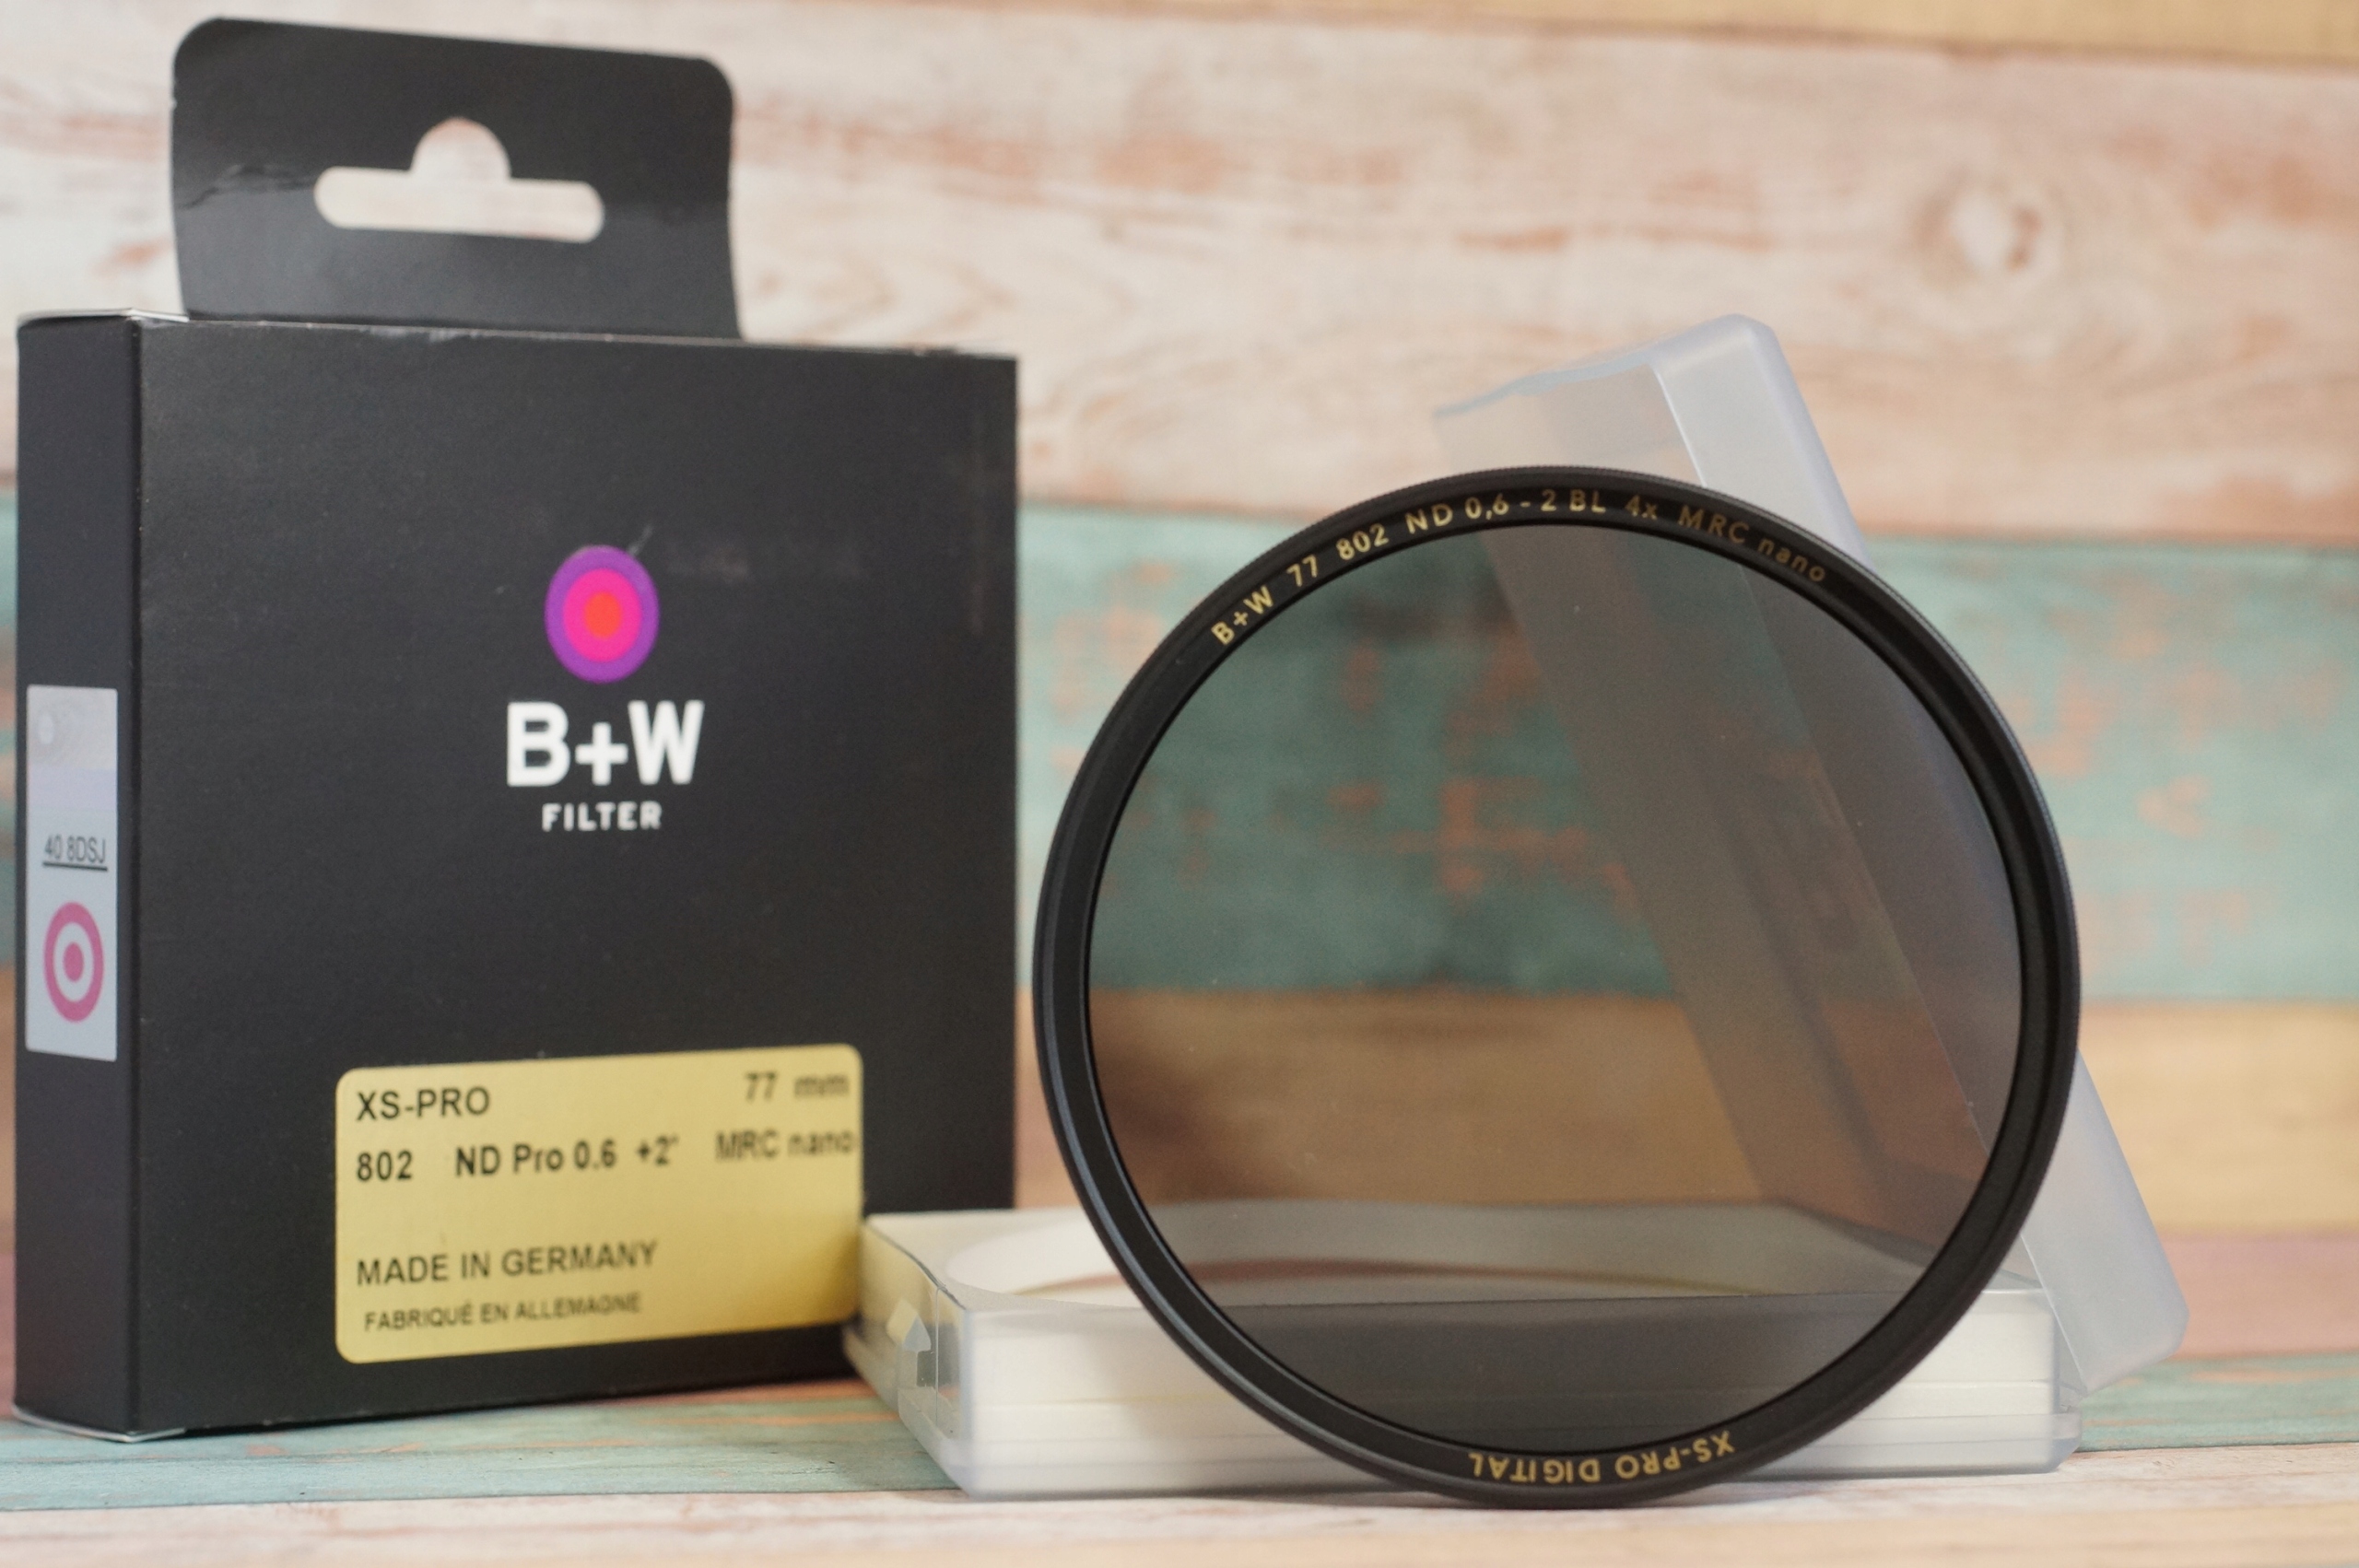 B+W
FILTER
40 8DSJ
XS-PRO 77 mm
802 ND Pro 0.6 +2" MRC nano
MADE IN GERMANY
FABRIQUÉ EN ALLEMAGNE
B+W 77 802 ND 0,6 - 2 BL 4x MRC nano
XS-PRO DIGITAL